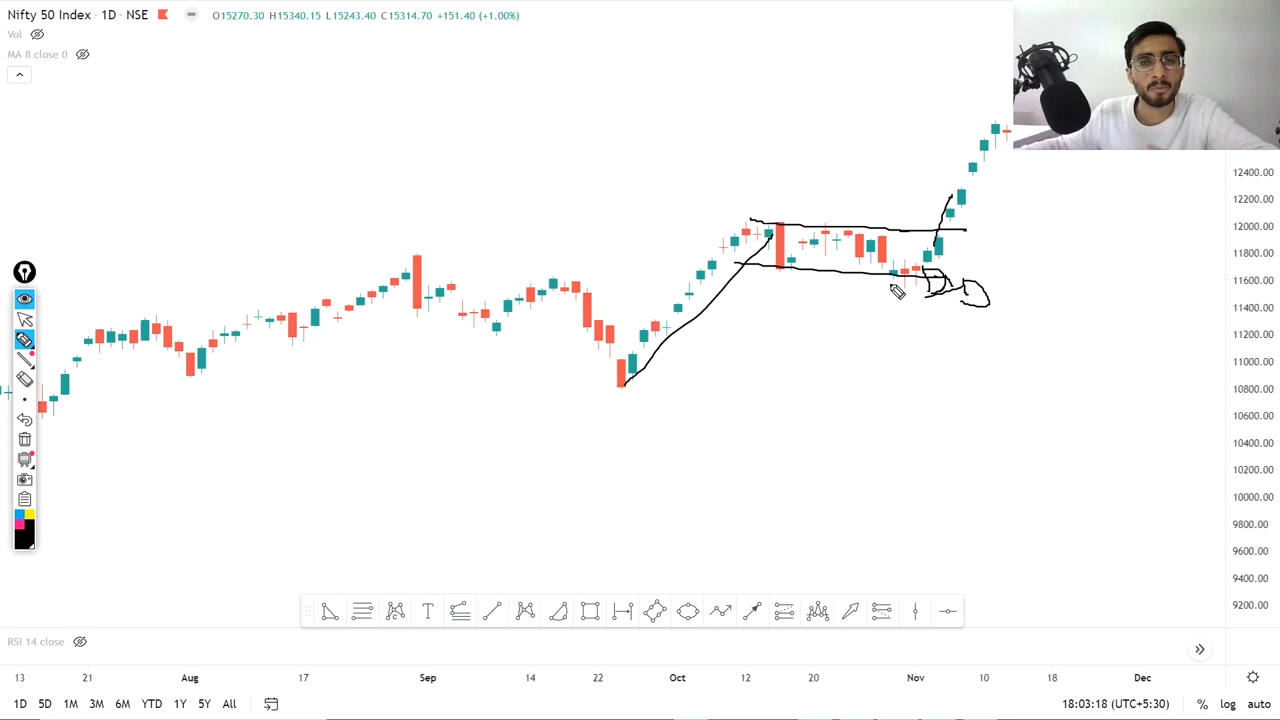 Nifty 50 Index · 1D · NSE
O15270.30 H15340.15 L15243.40 C15314.70 +151.40 (+1.00%)
Vol
MA 8 close 0
12400.00
12200.00
12000.00
11800.00
11600.00
11400.00
11200.00
11000.00
10800.00
10600.00
10400.00
10200.00
10000.00
9800.00
9600.00
9400.00
9200.00
T
RSI 14 close
13 21 Aug 17 Sep 14 22 Oct 12 20 Nov 10 18 Dec
1D 5D 1M 3M 6M YTD 1Y 5Y All
18:03:18 (UTC+5:30) % log auto